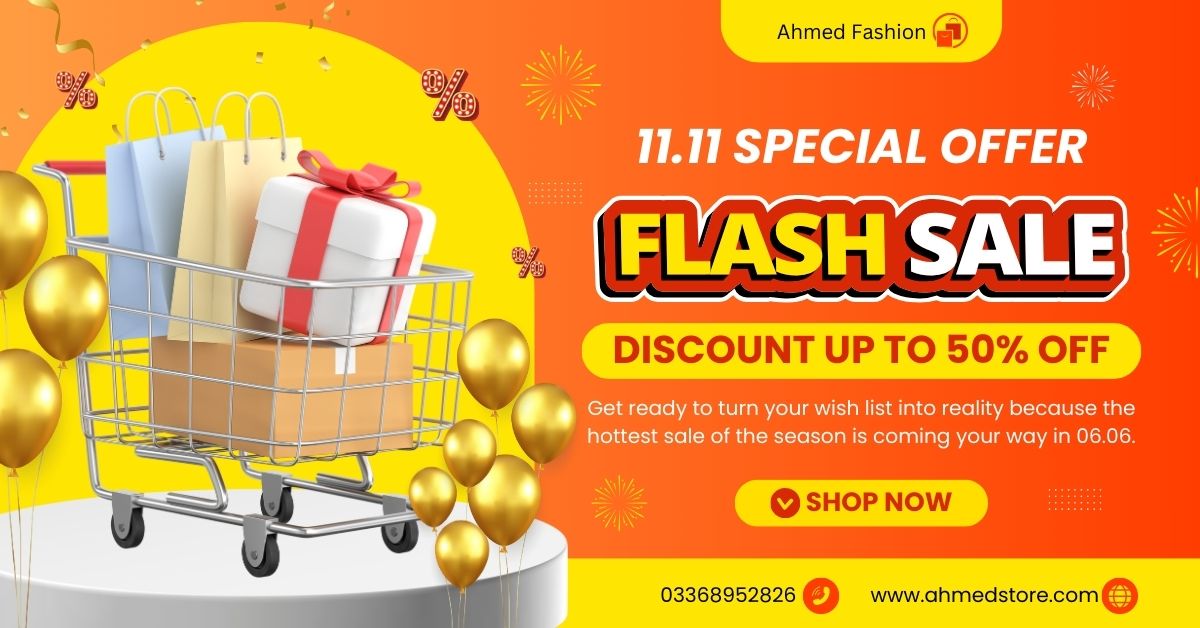 Ahmed Fashion
11.11 SPECIAL OFFER
FLASH SALE
DISCOUNT UP TO 50% OFF
Get ready to turn your wish list into reality because the
hottest sale of the season is coming your way in 06.06.
SHOP NOW
03368952826
www.ahmedstore.com
%
%
%